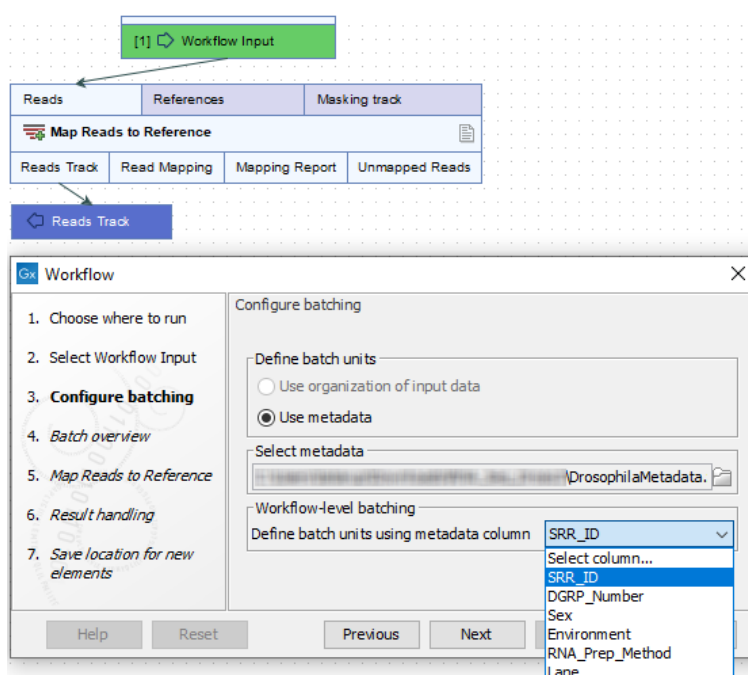 [1] Workflow Input
Reads References Masking track
Map Reads to Reference
Reads Track Read Mapping Mapping Report Unmapped Reads
Reads Track
Gx Workflow
1. Choose where to run
2. Select Workflow Input
3. Configure batching
4. Batch overview
5. Map Reads to Reference
6. Result handling
7. Save location for new
elements
Configure batching
Define batch units
Use organization of input data
Use metadata
Select metadata
\DrosophilaMetadata.
Workflow-level batching
Define batch units using metadata column SRR_ID
Select column...
SRR_ID
DGRP_Number
Sex
Environment
RNA_Prep_Method
Lane
Help Reset Previous Next